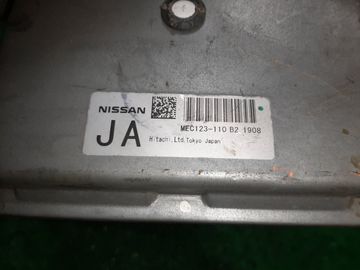 NISSAN
MEC123-110 B2 1908
JA
Hitachi,Ltd.Tokyo Japan